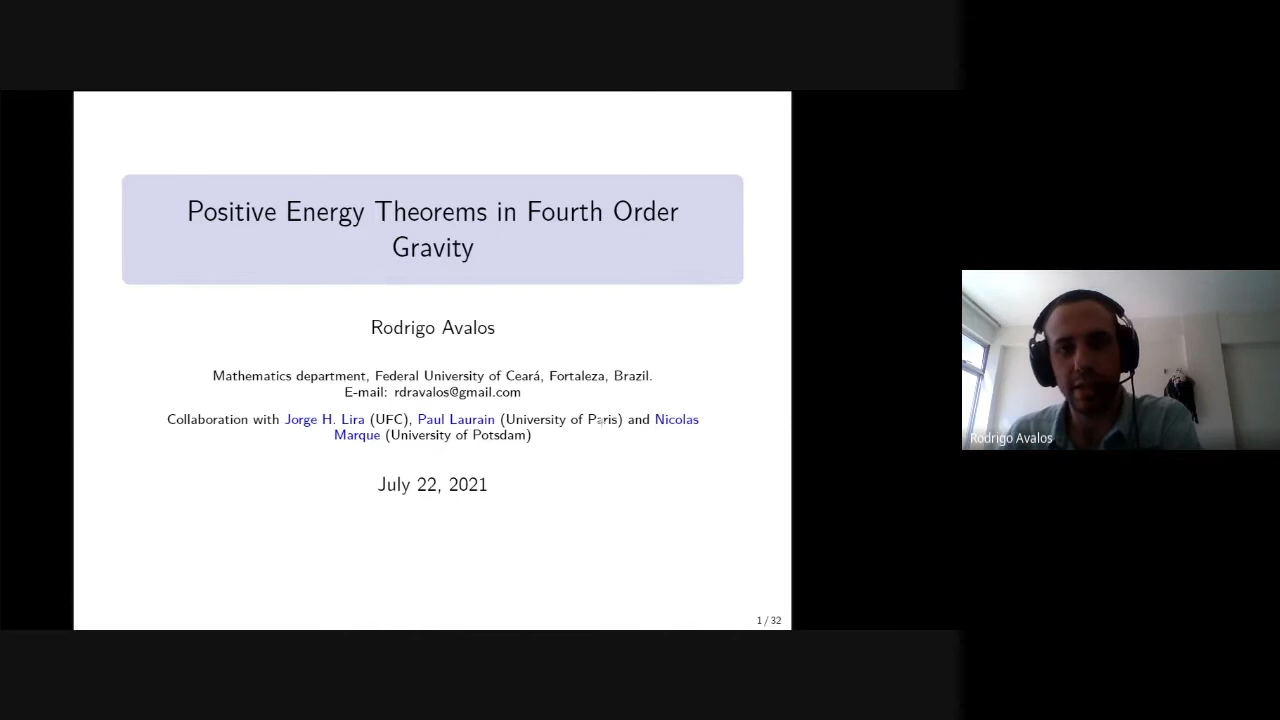 Positive Energy Theorems in Fourth Order
Gravity
Rodrigo Avalos
Mathematics department, Federal University of Ceará, Fortaleza, Brazil.
E-mail: rdravalos@gmail.com
Collaboration with Jorge H. Lira (UFC), Paul Laurain (University of Paris) and Nicolas
Marque (University of Potsdam)
July 22, 2021
1 / 32
Rodrigo Avalos